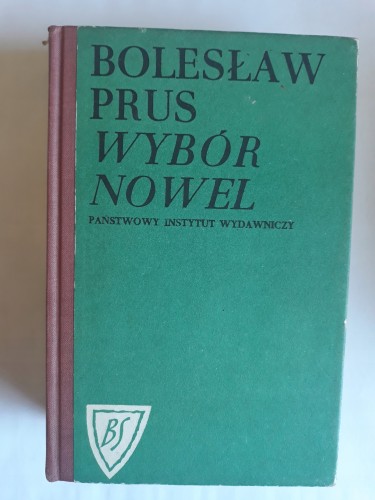 BOLESŁAW
PRUS
WYBÓR
NOWEL
PAŃSTWOWY INSTYTUT WYDAWNICZY
BS